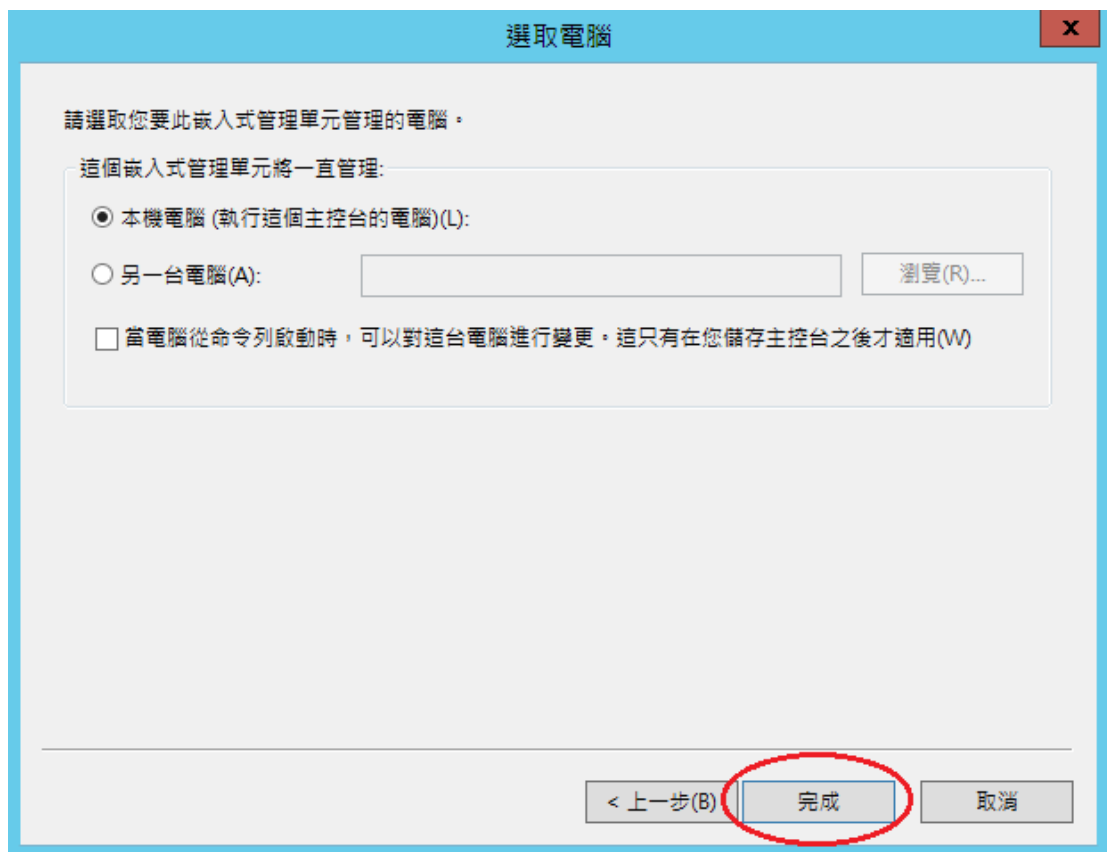 選取電腦
x
請選取您要此嵌入式管理單元管理的電腦。
這個嵌入式管理單元將一直管理:
本機電腦 (執行這個主控台的電腦)(L):
另一台電腦(A):
瀏覽(R)...
當電腦從命令列啟動時，可以對這台電腦進行變更。這只有在您儲存主控台之後才適用(W)
< 上一步(B)
完成
取消